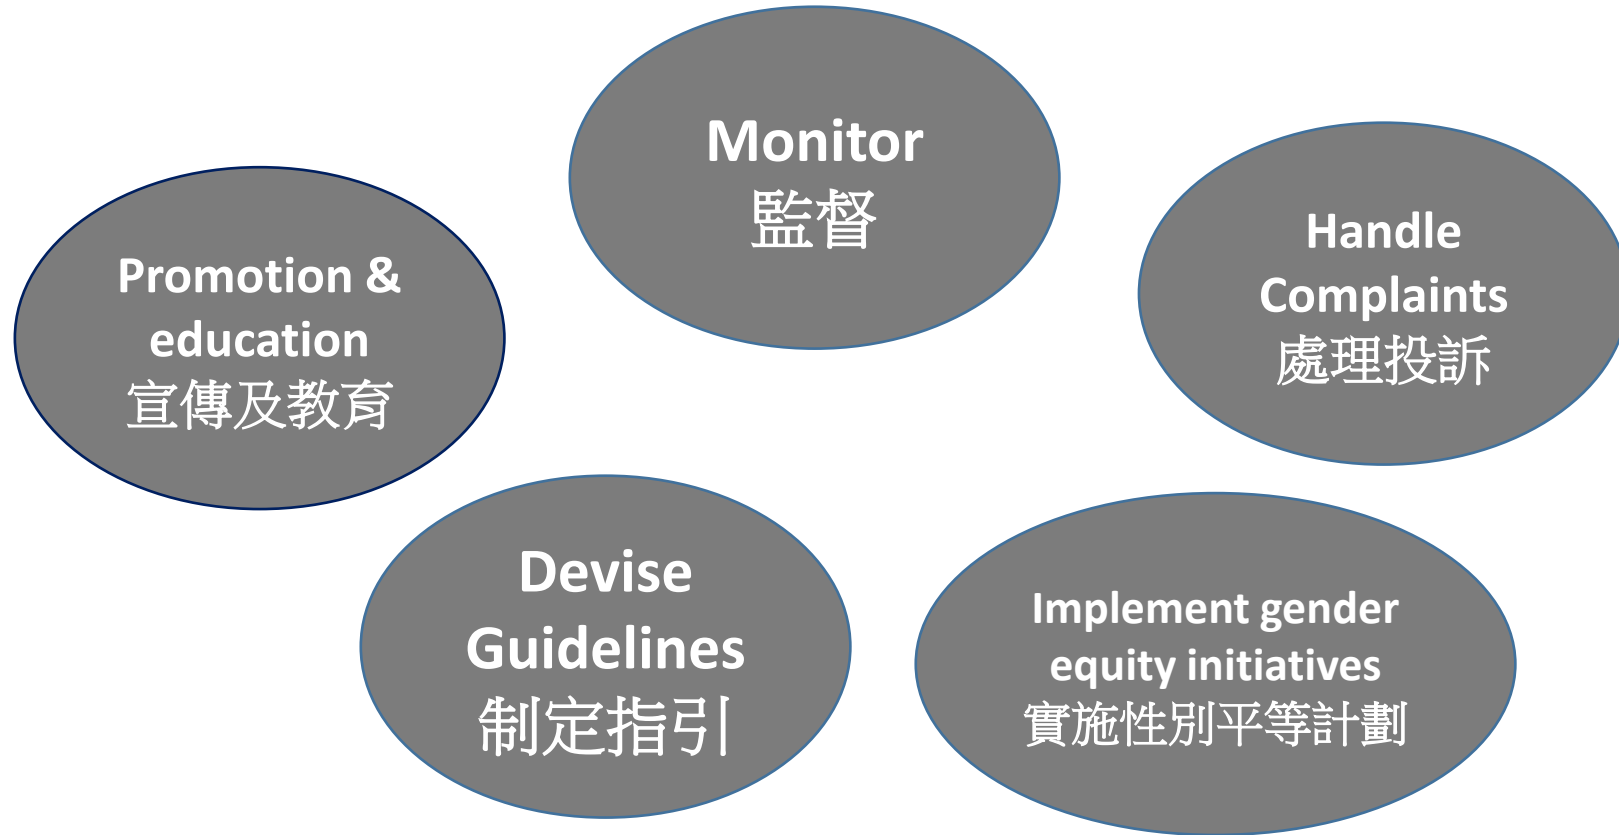 Monitor
監督
Promotion &
education
宣傳及教育
Handle
Complaints
處理投訴
Devise
Guidelines
制定指引
Implement gender
equity initiatives
實施性別平等計劃